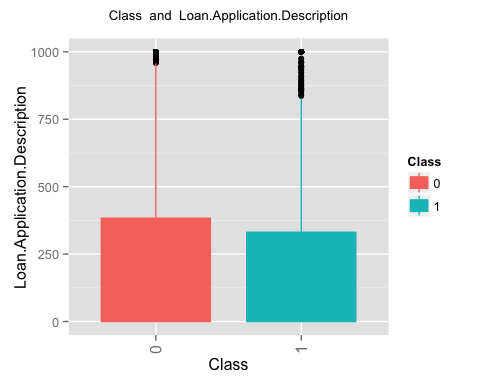 Class  and  Loan.Application.Description
1000
750
500
250
0
Loan.Application.Description
0
1
Class
Class
0
1